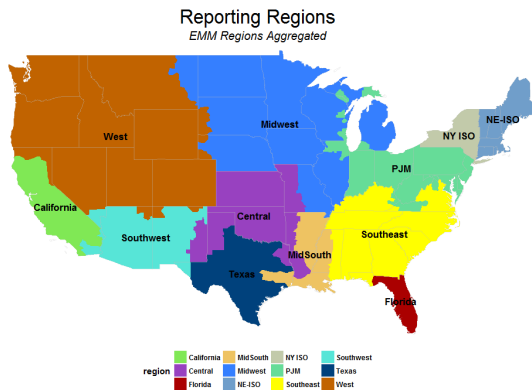 Reporting Regions
EMM Regions Aggregated
West
Midwest
NE-ISO
NY ISO
PJM
California
Central
Southwest
Southeast
MidSouth
Texas
Florida
region
California
MidSouth
NY ISO
Southwest
Central
Midwest
PJM
Texas
Florida
NE-ISO
Southeast
West